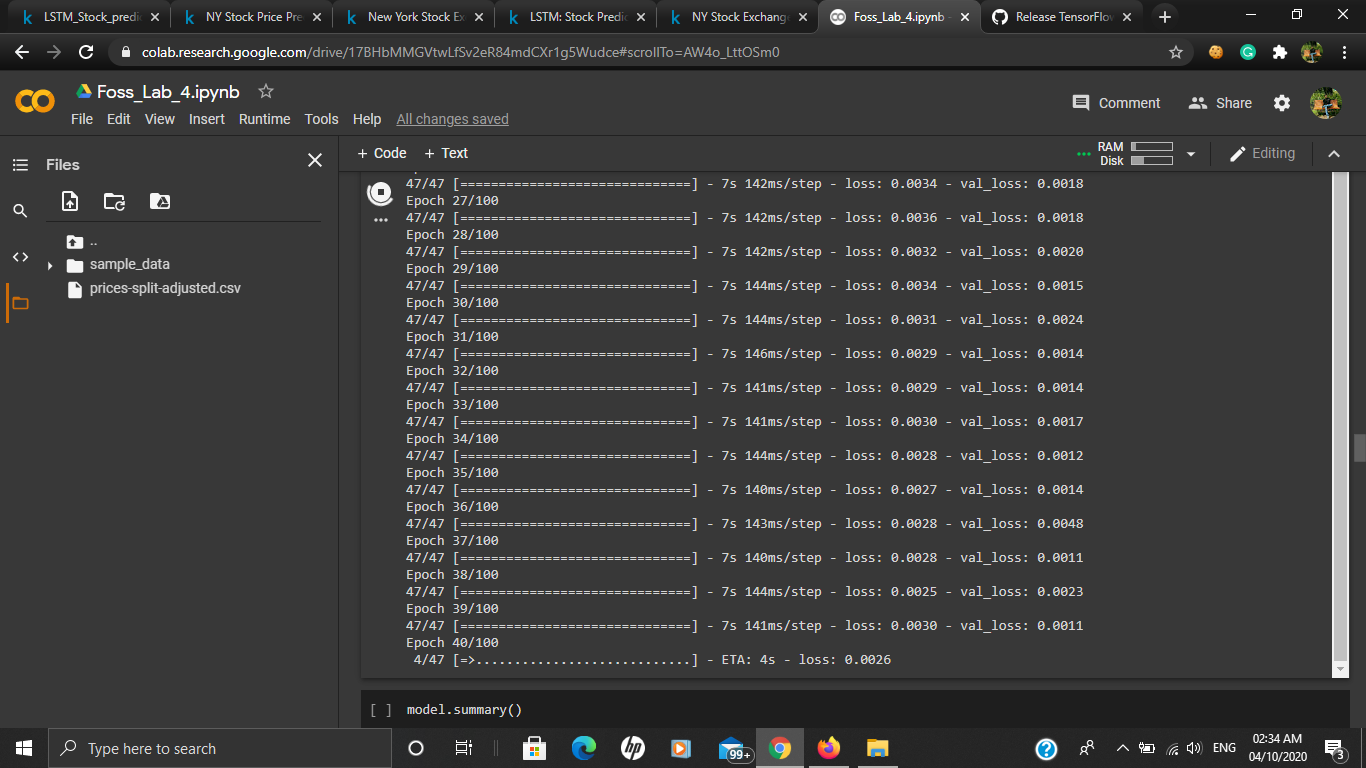 LSTM_Stock_predi
NY Stock Price Pre
New York Stock Ex
LSTM: Stock Predic
NY Stock Exchange
Foss_Lab_4.ipynb -
Release TensorFlow
colab.research.google.com/drive/17BHbMMGVtwLfSv2eR84mdCXr1g5Wudce#scrollTo=AW4o_LttOSm0
Foss_Lab_4.ipynb
File Edit View Insert Runtime Tools Help All changes saved
Comment Share
Files
+ Code + Text
RAM
Disk
Editing
..
sample_data
prices-split-adjusted.csv
47/47 [==============================] - 7s 142ms/step - loss: 0.0034 - val_loss: 0.0018
Epoch 27/100
47/47 [==============================] - 7s 142ms/step - loss: 0.0036 - val_loss: 0.0018
Epoch 28/100
47/47 [==============================] - 7s 142ms/step - loss: 0.0032 - val_loss: 0.0020
Epoch 29/100
47/47 [==============================] - 7s 144ms/step - loss: 0.0034 - val_loss: 0.0015
Epoch 30/100
47/47 [==============================] - 7s 144ms/step - loss: 0.0031 - val_loss: 0.0024
Epoch 31/100
47/47 [==============================] - 7s 146ms/step - loss: 0.0029 - val_loss: 0.0014
Epoch 32/100
47/47 [==============================] - 7s 141ms/step - loss: 0.0029 - val_loss: 0.0014
Epoch 33/100
47/47 [==============================] - 7s 141ms/step - loss: 0.0030 - val_loss: 0.0017
Epoch 34/100
47/47 [==============================] - 7s 144ms/step - loss: 0.0028 - val_loss: 0.0012
Epoch 35/100
47/47 [==============================] - 7s 140ms/step - loss: 0.0027 - val_loss: 0.0014
Epoch 36/100
47/47 [==============================] - 7s 143ms/step - loss: 0.0028 - val_loss: 0.0048
Epoch 37/100
47/47 [==============================] - 7s 140ms/step - loss: 0.0028 - val_loss: 0.0011
Epoch 38/100
47/47 [==============================] - 7s 144ms/step - loss: 0.0025 - val_loss: 0.0023
Epoch 39/100
47/47 [==============================] - 7s 141ms/step - loss: 0.0030 - val_loss: 0.0011
Epoch 40/100
4/47 [=>............................] - ETA: 4s - loss: 0.0026
[ ] model.summary()
Type here to search
hp
99+
ENG
02:34 AM
04/10/2020
3